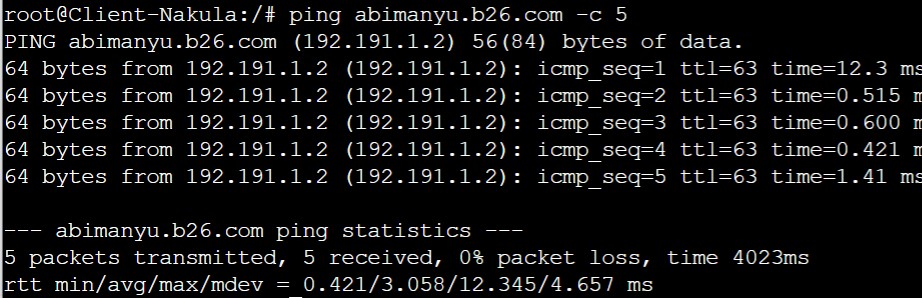 root@Client-Nakula:/# ping abimanyu.b26.com -c 5
PING abimanyu.b26.com (192.191.1.2) 56(84) bytes of data.
64 bytes from 192.191.1.2 (192.191.1.2): icmp_seq=1 ttl=63 time=12.3 ms
64 bytes from 192.191.1.2 (192.191.1.2): icmp_seq=2 ttl=63 time=0.515 m
64 bytes from 192.191.1.2 (192.191.1.2): icmp_seq=3 ttl=63 time=0.600 m
64 bytes from 192.191.1.2 (192.191.1.2): icmp_seq=4 ttl=63 time=0.421 m
64 bytes from 192.191.1.2 (192.191.1.2): icmp_seq=5 ttl=63 time=1.41 ms
--- abimanyu.b26.com ping statistics ---
5 packets transmitted, 5 received, 0% packet loss, time 4023ms
rtt min/avg/max/mdev = 0.421/3.058/12.345/4.657 ms